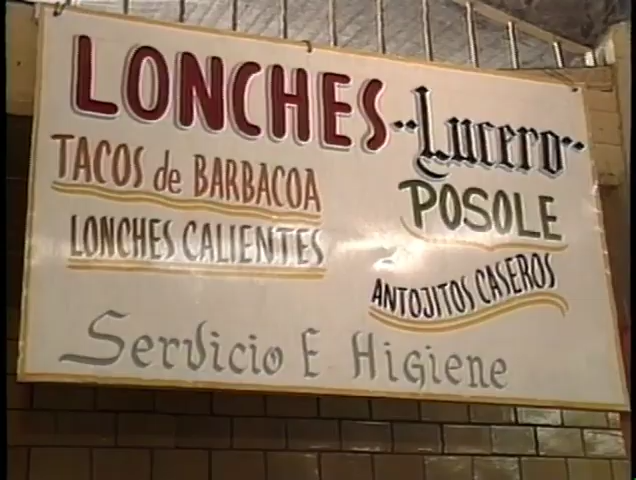 LONCHES "Lucero"
TACOS de BARBACOA
POSOLE
LONCHES CALIENTES
ANTOJITOS CASEROS
Servicio E Higiene